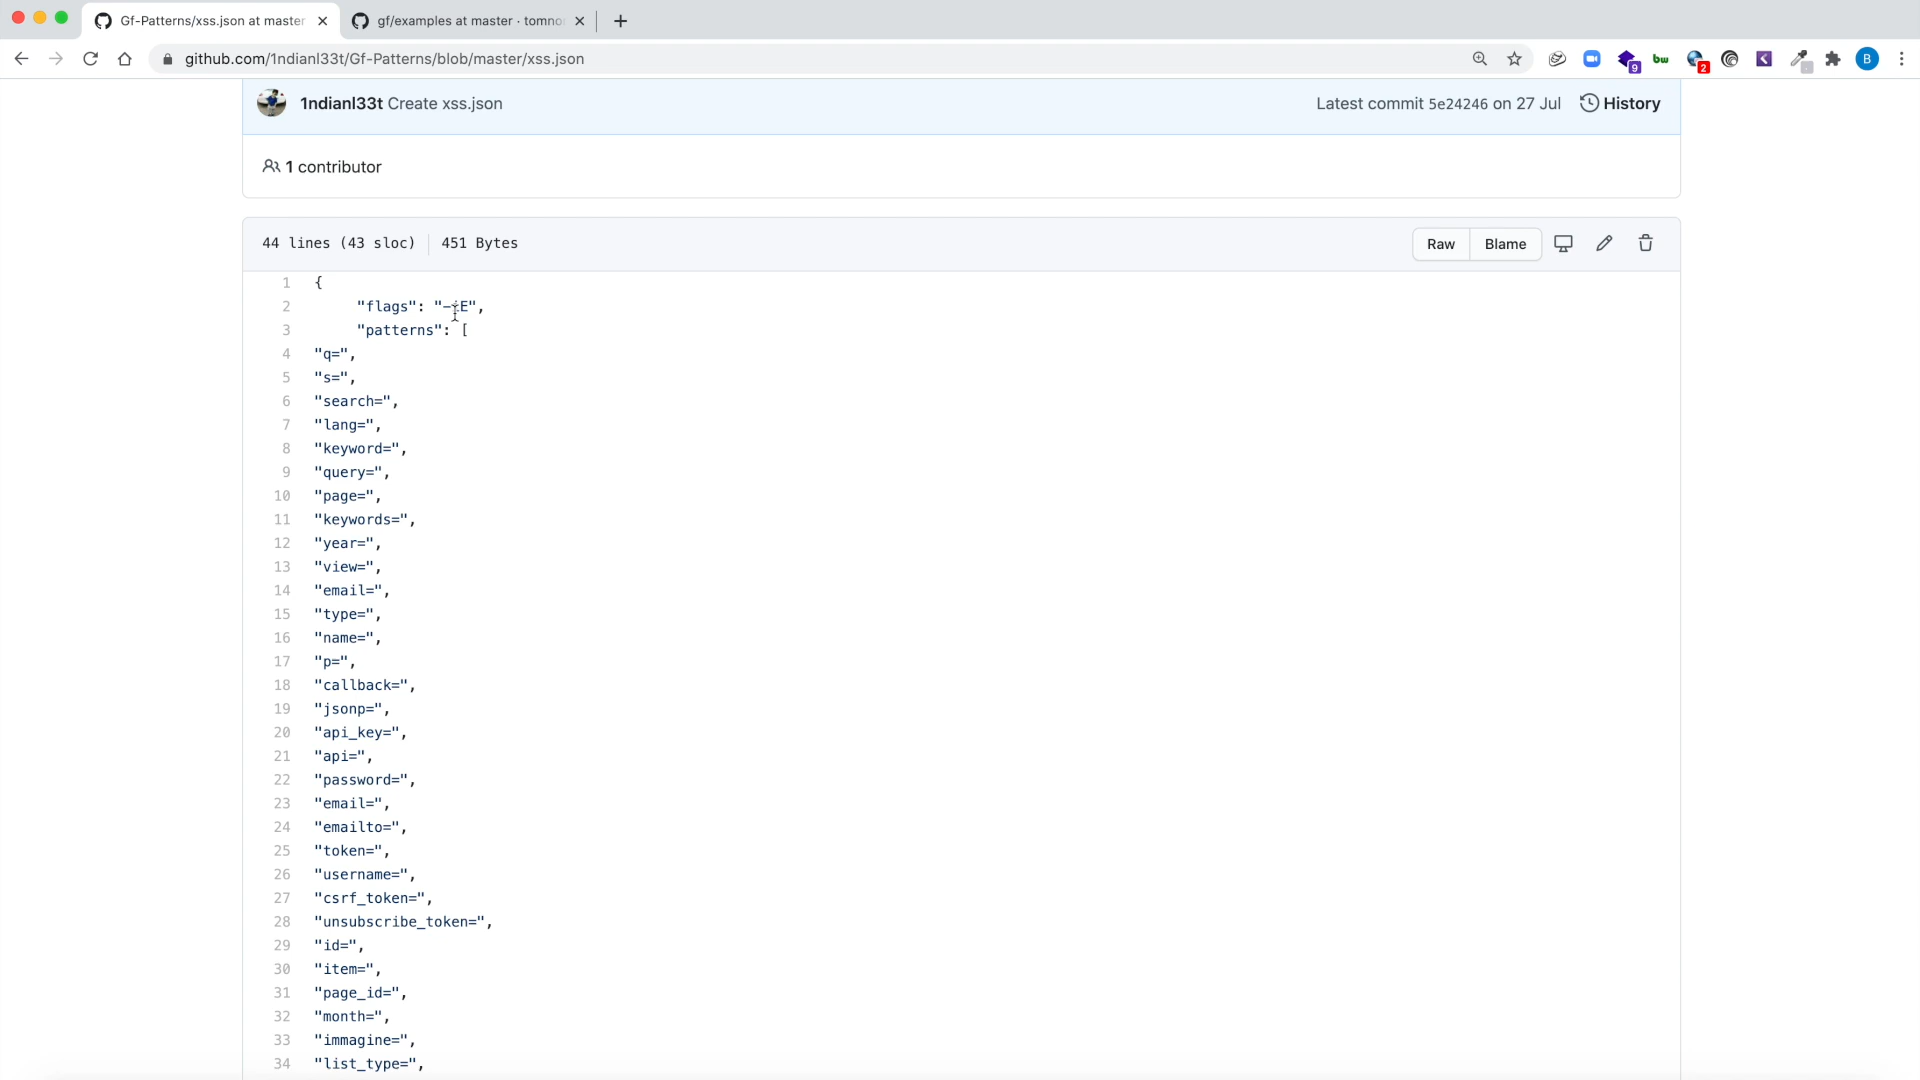 Gf-Patterns/xss.json at master
gf/examples at master · tomno
github.com/1ndianl33t/Gf-Patterns/blob/master/xss.json
9
bw
2
B
1ndianl33t Create xss.json
Latest commit 5e24246 on 27 Jul
History
1 contributor
44 lines (43 sloc)
451 Bytes
Raw
Blame
1 {
2 "flags": "-iE",
3 "patterns": [
4 "q=",
5 "s=",
6 "search=",
7 "lang=",
8 "keyword=",
9 "query=",
10 "page=",
11 "keywords=",
12 "year=",
13 "view=",
14 "email=",
15 "type=",
16 "name=",
17 "p=",
18 "callback=",
19 "jsonp=",
20 "api_key=",
21 "api=",
22 "password=",
23 "email=",
24 "emailto=",
25 "token=",
26 "username=",
27 "csrf_token=",
28 "unsubscribe_token=",
29 "id=",
30 "item=",
31 "page_id=",
32 "month=",
33 "immagine=",
34 "list_type=",